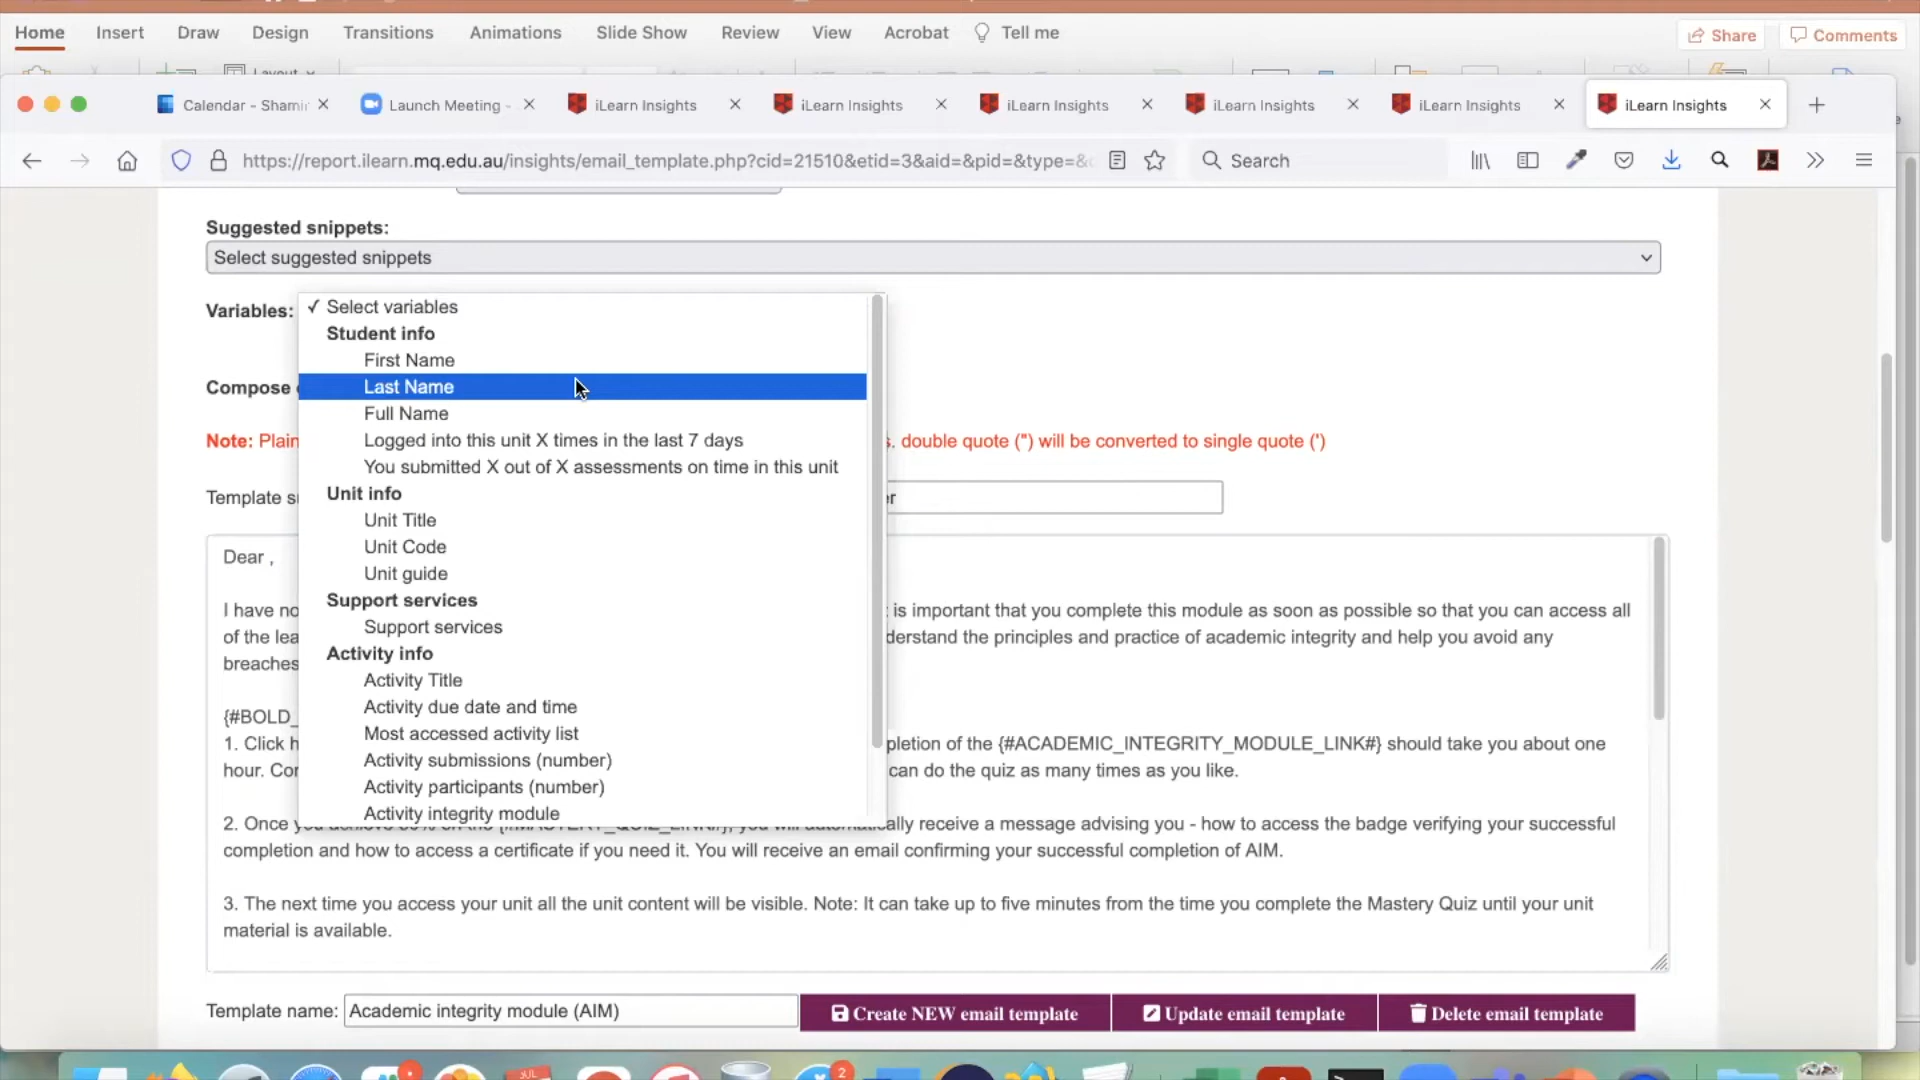 Home Insert Draw Design Transitions Animations Slide Show Review View Acrobat Tell me Share Comments
Layout
Calendar - Shami Launch Meeting - iLearn Insights iLearn Insights iLearn Insights iLearn Insights iLearn Insights iLearn Insights
https://report.ilearn.mq.edu.au/insights/email_template.php?cid=21510&etid=3&aid=&pid=&type=& Search
Suggested snippets:
Select suggested snippets
Variables: ✓ Select variables
Student info
First Name
Compose Last Name
Full Name
Note: Plain Logged into this unit X times in the last 7 days s. double quote (") will be converted to single quote (')
You submitted X out of X assessments on time in this unit
Template s Unit info er
Unit Title
Unit Code
Dear ,
Unit guide
I have no Support services is important that you complete this module as soon as possible so that you can access all
of the lea Support services derstand the principles and practice of academic integrity and help you avoid any
breaches Activity info
Activity Title
Activity due date and time
{#BOLD_
1. Click h Most accessed activity list pletion of the {#ACADEMIC_INTEGRITY_MODULE_LINK#} should take you about one
hour. Con Activity submissions (number) can do the quiz as many times as you like.
Activity participants (number)
Activity integrity module
2. Once you automatically receive a message advising you - how to access the badge verifying your successful
completion and how to access a certificate if you need it. You will receive an email confirming your successful completion of AIM.
3. The next time you access your unit all the unit content will be visible. Note: It can take up to five minutes from the time you complete the Mastery Quiz until your unit
material is available.
Template name: Academic integrity module (AIM) Create NEW email template Update email template Delete email template
JUL 2